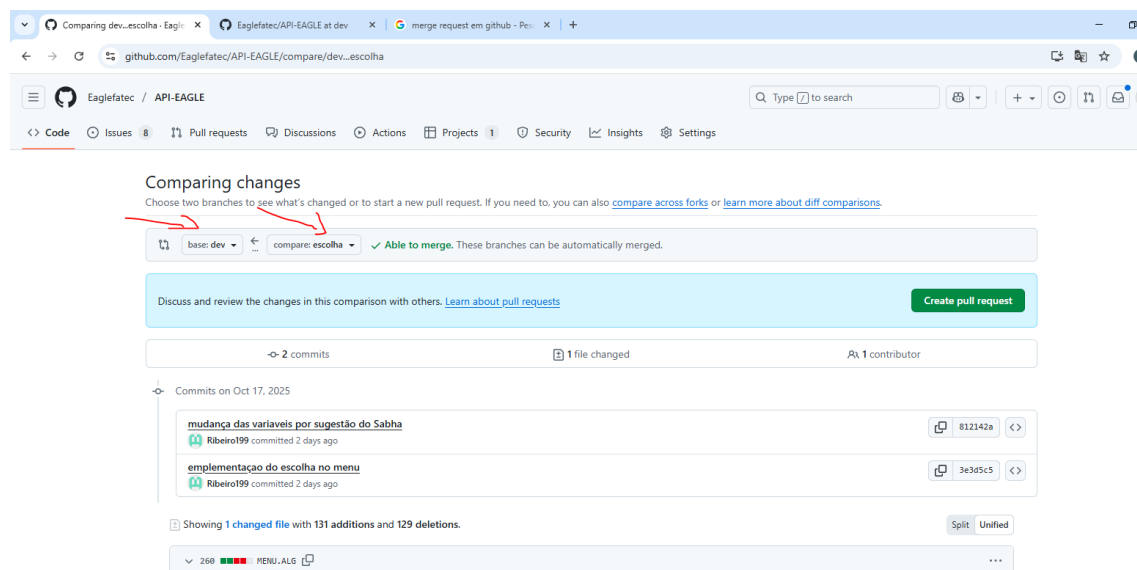 Comparing dev...escolha · Eagle
Eaglefatec/API-EAGLE at dev
merge request em github - Pes
github.com/Eaglefatec/API-EAGLE/compare/dev...escolha
Eaglefatec / API-EAGLE
Type / to search
Code
Issues 8
Pull requests
Discussions
Actions
Projects 1
Security
Insights
Settings
Comparing changes
Choose two branches to see what's changed or to start a new pull request. If you need to, you can also compare across forks or learn more about diff comparisons.
base: dev
...
compare: escolha
Able to merge. These branches can be automatically merged.
Discuss and review the changes in this comparison with others. Learn about pull requests
Create pull request
2 commits
1 file changed
1 contributor
Commits on Oct 17, 2025
mudança das variaveis por sugestão do Sabha
Ribeiro199 committed 2 days ago
812142a
emplementaçao do escolha no menu
Ribeiro199 committed 2 days ago
3e3d5c5
Showing 1 changed file with 131 additions and 129 deletions.
Split Unified
260 MENU.ALG